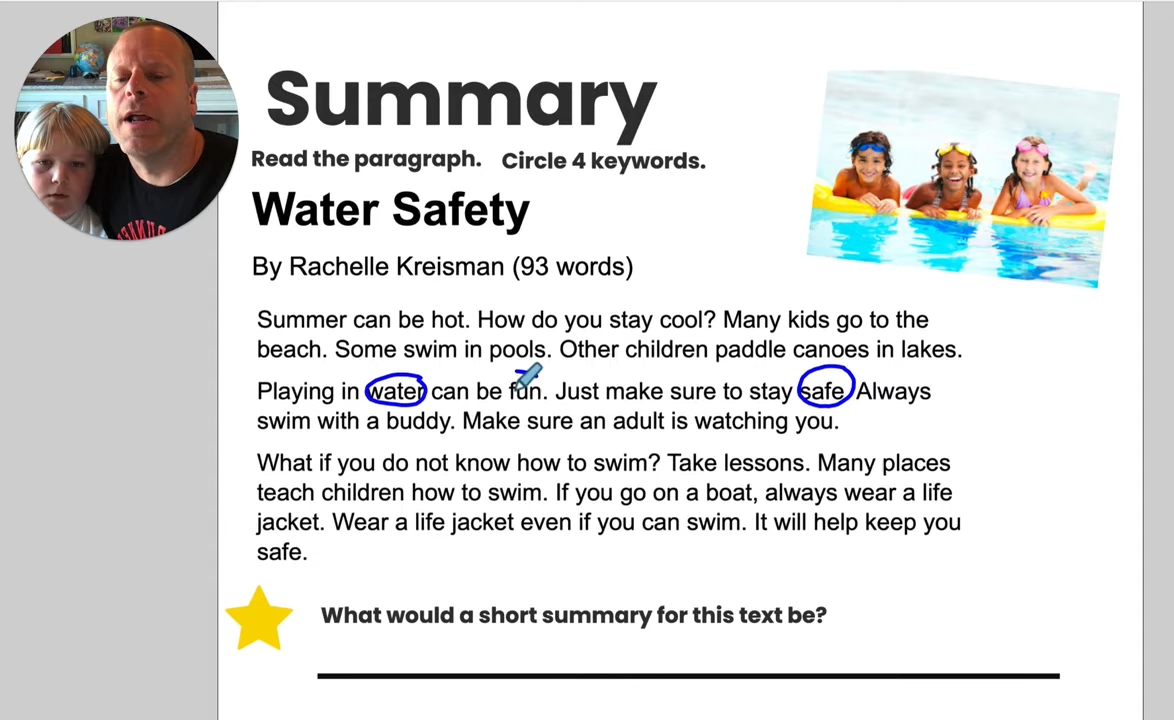 Summary
Read the paragraph. Circle 4 keywords.
Water Safety
By Rachelle Kreisman (93 words)
Summer can be hot. How do you stay cool? Many kids go to the
beach. Some swim in pools. Other children paddle canoes in lakes.
Playing in water can be fun. Just make sure to stay safe. Always
swim with a buddy. Make sure an adult is watching you.
What if you do not know how to swim? Take lessons. Many places
teach children how to swim. If you go on a boat, always wear a life
jacket. Wear a life jacket even if you can swim. It will help keep you
safe.
What would a short summary for this text be?